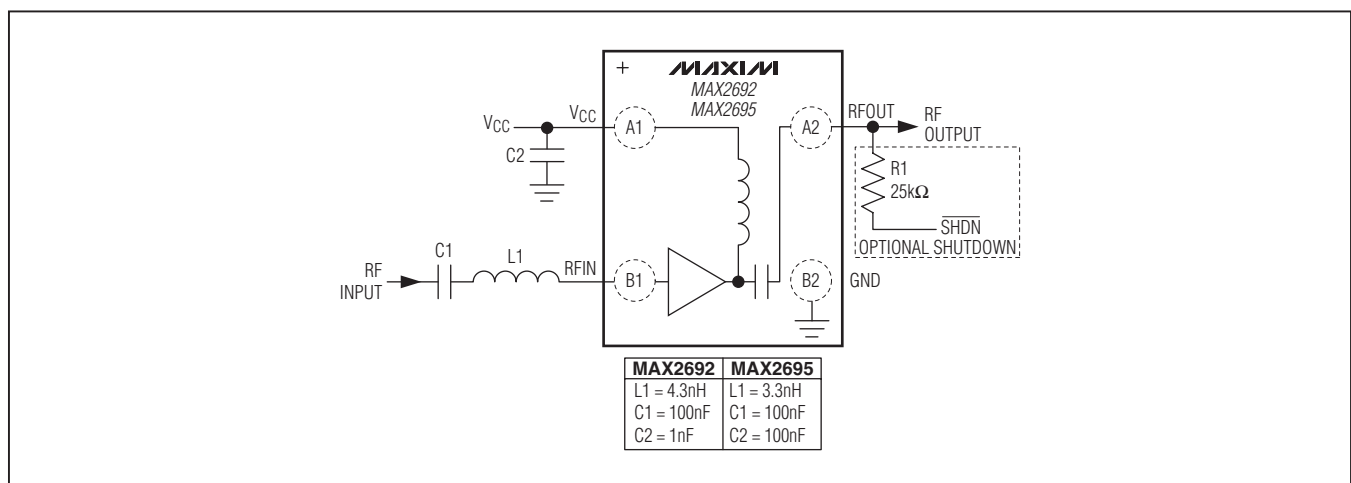 +
MAXIM
MAX2692
MAX2695
VCC
VCC
A1
C2
A2
RFOUT
RF
OUTPUT
R1
25kΩ
SHDN
OPTIONAL SHUTDOWN
C1
L1
RF
INPUT
RFIN
B1
B2
GND
MAX2692 MAX2695
L1 = 4.3nH L1 = 3.3nH
C1 = 100nF C1 = 100nF
C2 = 1nF C2 = 100nF